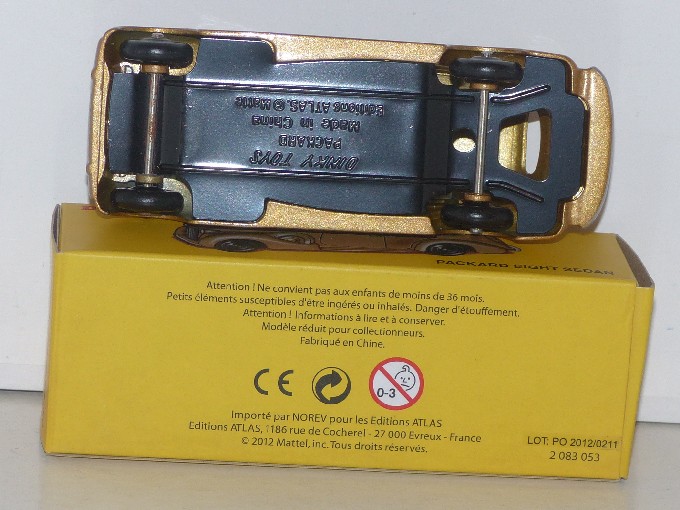 Editions ATLAS, © Mattel
Made in China
PACKARD
DINKY TOYS
PACKARD EIGHT SEDAN
Attention ! Ne convient pas aux enfants de moins de 36 mois.
Petits éléments susceptibles d'être ingérés ou inhalés. Danger d'étouffement.
Attention ! Informations à lire et à conserver.
Modèle réduit pour collectionneurs.
Fabriqué en Chine.
CE
0-3
Importé par NOREV pour les Editions ATLAS
Editions ATLAS, 1186 rue de Cocherel - 27 000 Evreux - France
© 2012 Mattel, inc. Tous droits réservés.
LOT: PO 2012/0211
2 083 053